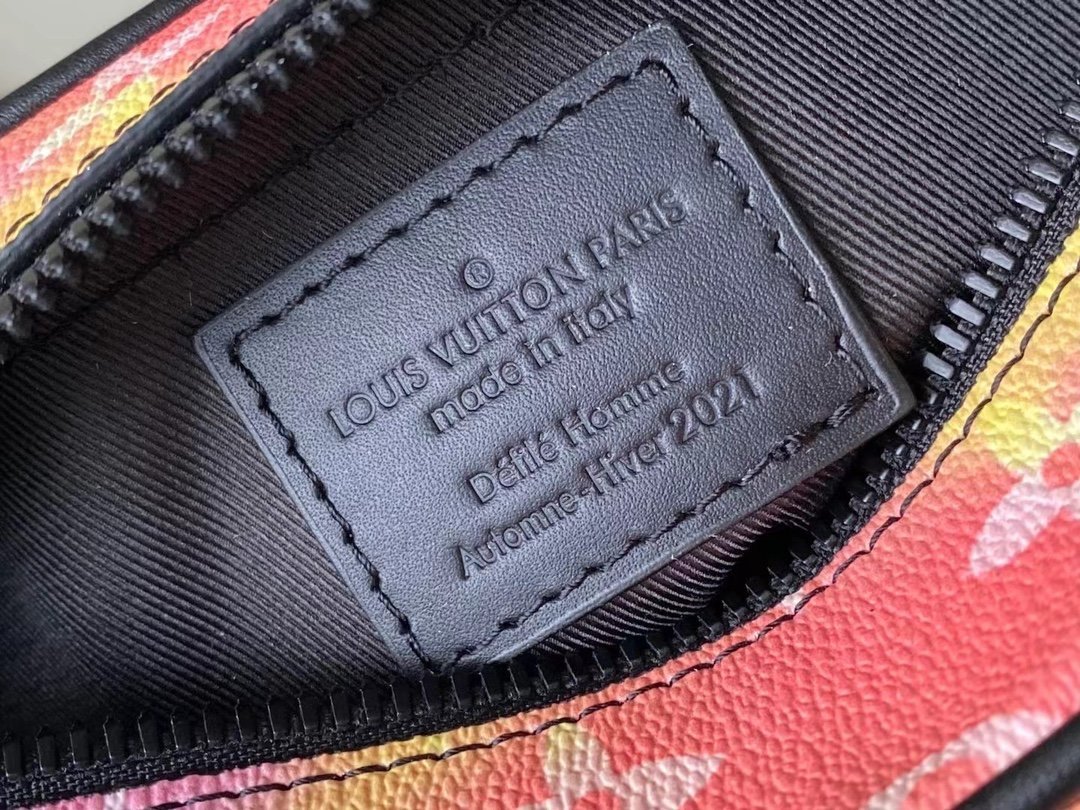 ®
LOUIS VUITTON PARIS
made in Italy
Défilé Homme
Automne-Hiver 2021